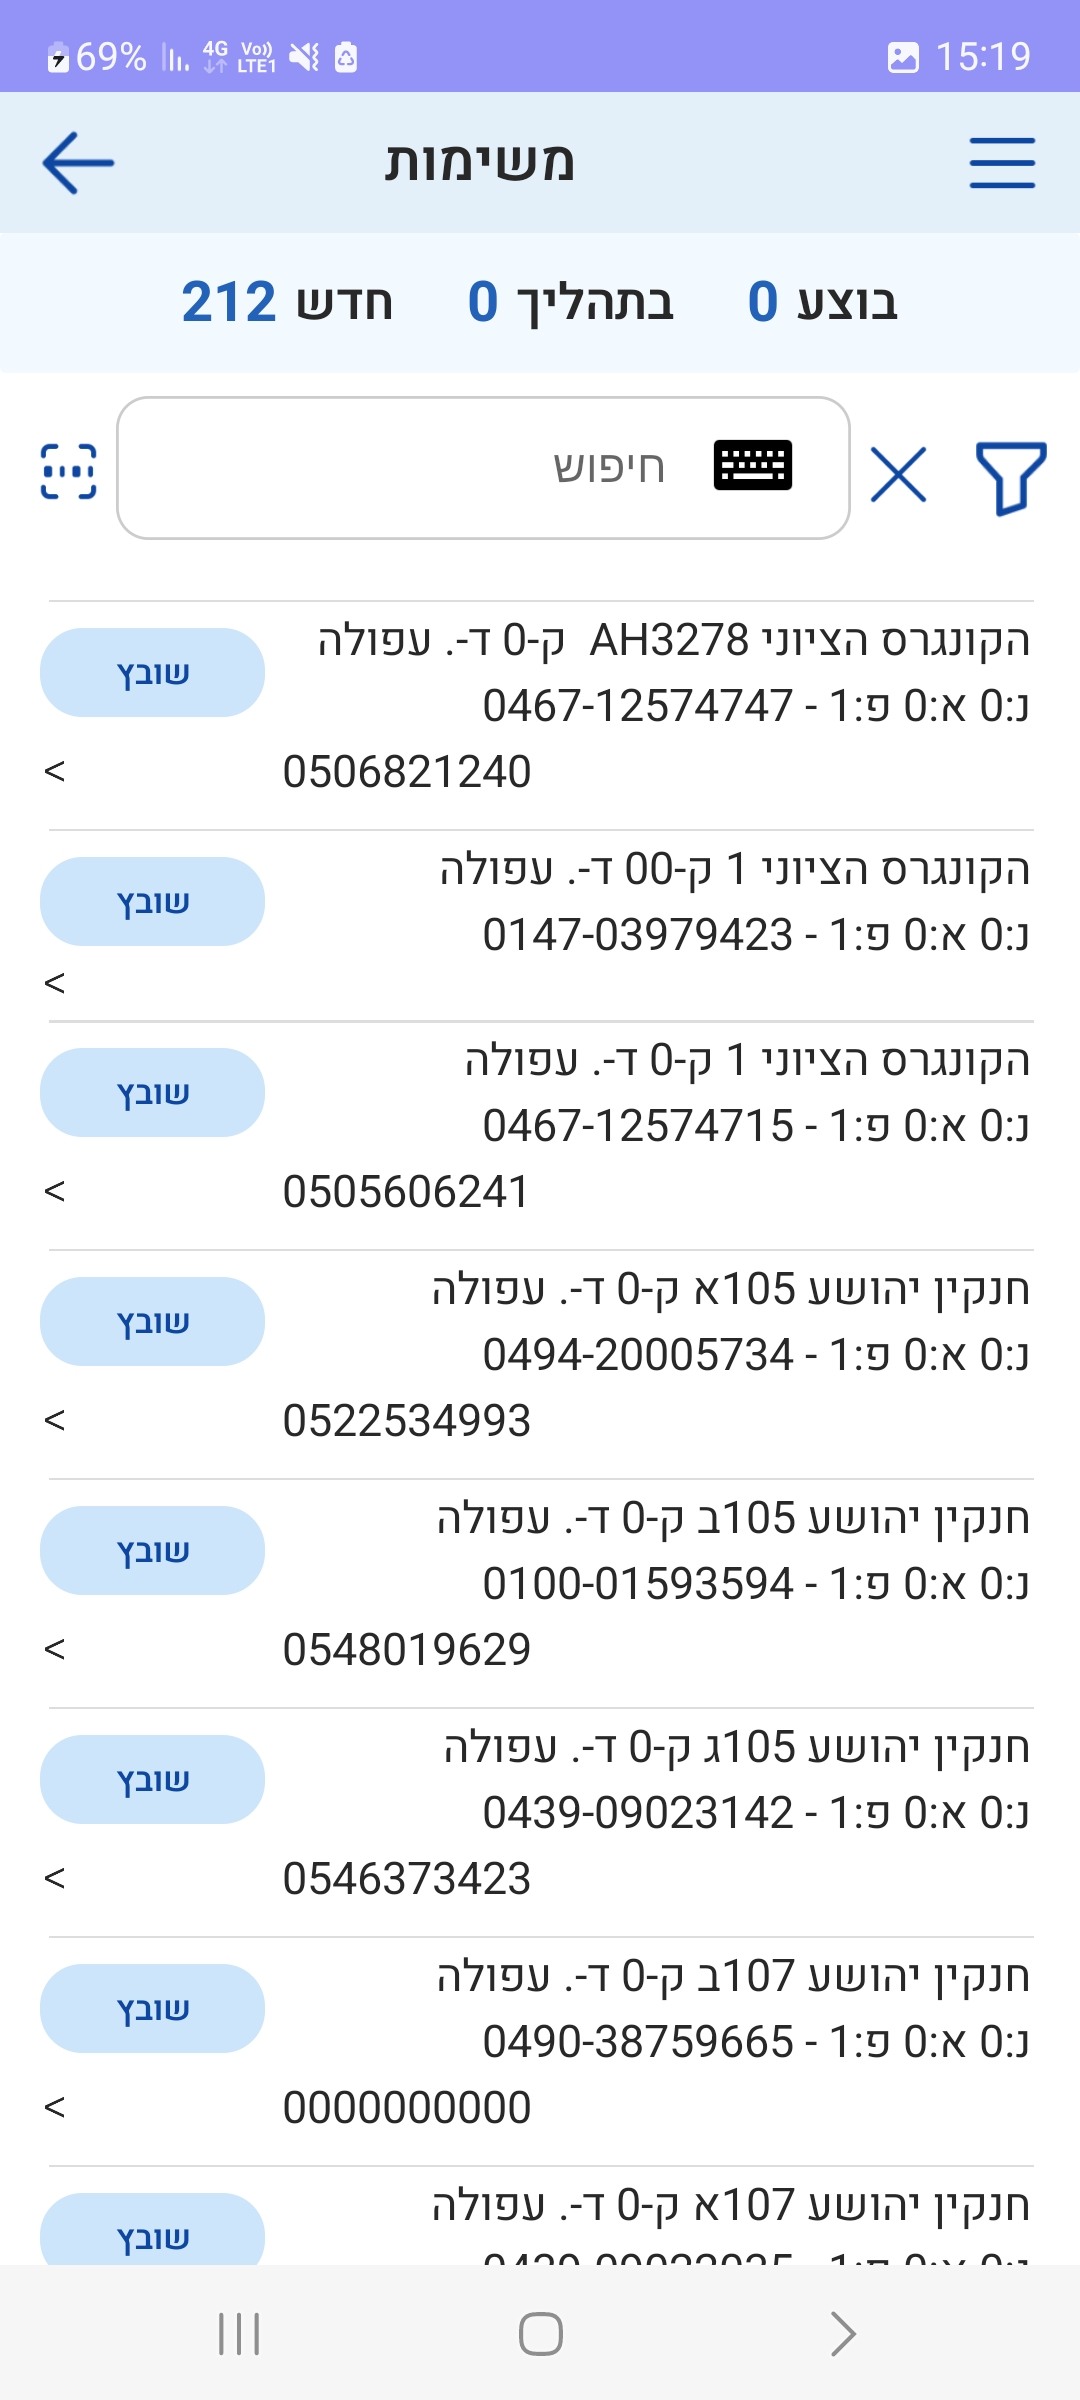 69% 4G Vo)) LTE1 15:19
משימות
בוצע 0 בתהליך 0 חדש 212
חיפוש
הקונגרס הציוני AH3278 ק-0 ד-. עפולה
שובץ
נ:0 א:0 פ:1 - 0467-12574747
0506821240
<
הקונגרס הציוני 1 ק-00 ד-. עפולה
שובץ
נ:0 א:0 פ:1 - 0147-03979423
<
הקונגרס הציוני 1 ק-0 ד-. עפולה
שובץ
נ:0 א:0 פ:1 - 0467-12574715
0505606241
<
חנקין יהושע 105א ק-0 ד-. עפולה
שובץ
נ:0 א:0 פ:1 - 0494-20005734
0522534993
<
חנקין יהושע 105ב ק-0 ד-. עפולה
שובץ
נ:0 א:0 פ:1 - 0100-01593594
0548019629
<
חנקין יהושע 105ג ק-0 ד-. עפולה
שובץ
נ:0 א:0 פ:1 - 0439-09023142
0546373423
<
חנקין יהושע 107ב ק-0 ד-. עפולה
שובץ
נ:0 א:0 פ:1 - 0490-38759665
0000000000
<
חנקין יהושע 107א ק-0 ד-. עפולה
שובץ
נ:0 א:0 פ:1 -